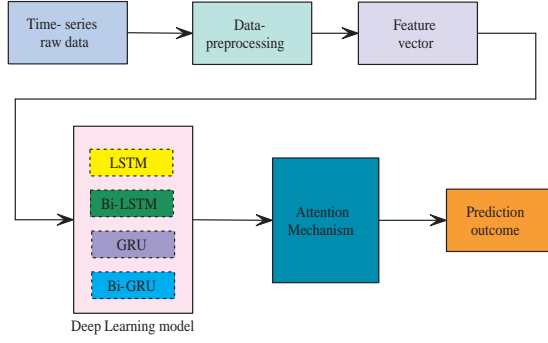 Time- series
raw data
Data-
preprocessing
Feature
vector
LSTM
Bi-LSTM
GRU
Bi-GRU
Deep Learning model
Attention
Mechanism
Prediction
outcome